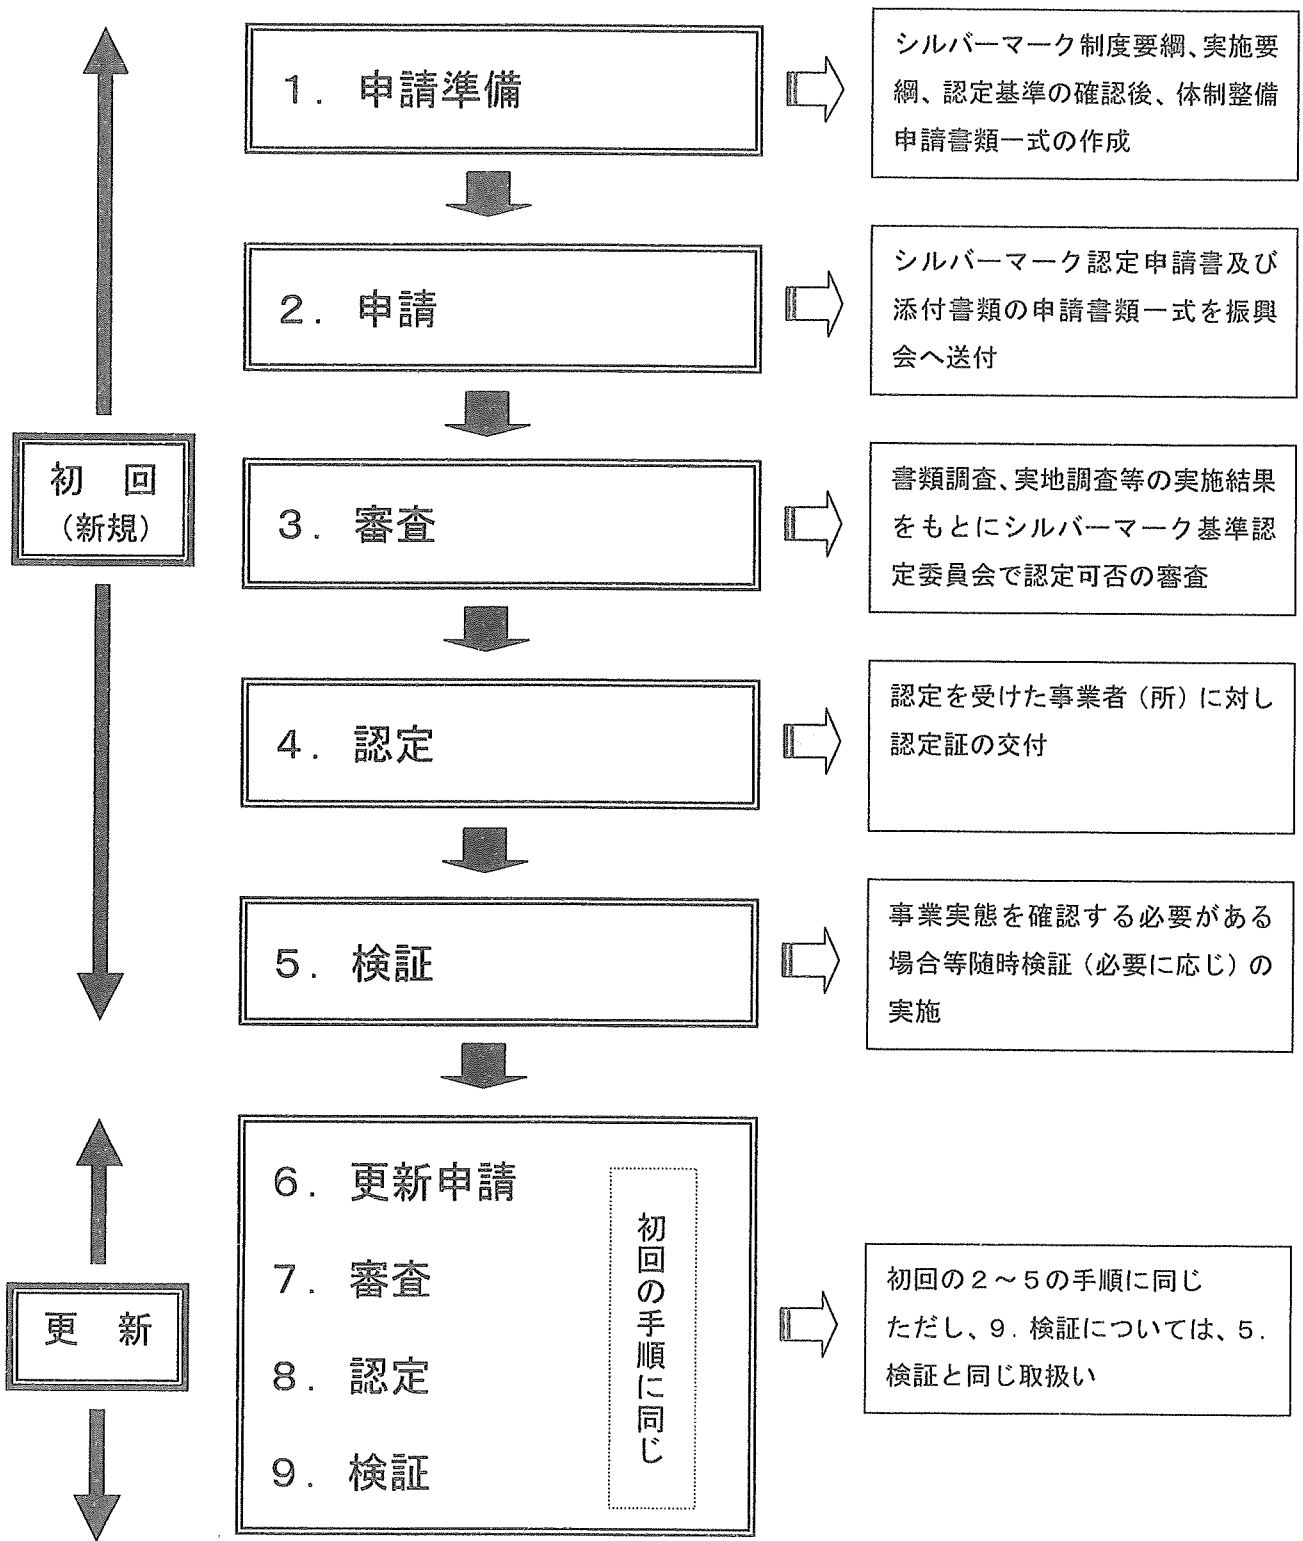 1. 申請準備
シルバーマーク制度要綱、実施要
綱、認定基準の確認後、体制整備
申請書類一式の作成
2. 申請
シルバーマーク認定申請書及び
添付書類の申請書類一式を振興
会へ送付
初 回
(新規)
3. 審査
書類調査、実地調査等の実施結果
をもとにシルバーマーク基準認
定委員会で認定可否の審査
4. 認定
認定を受けた事業者(所)に対し
認定証の交付
5. 検証
事業実態を確認する必要がある
場合等随時検証(必要に応じ)の
実施
更 新
6. 更新申請
7. 審査
8. 認定
9. 検証
初回の手順に同じ
初回の2~5の手順に同じ
ただし、9. 検証については、5.
検証と同じ取扱い